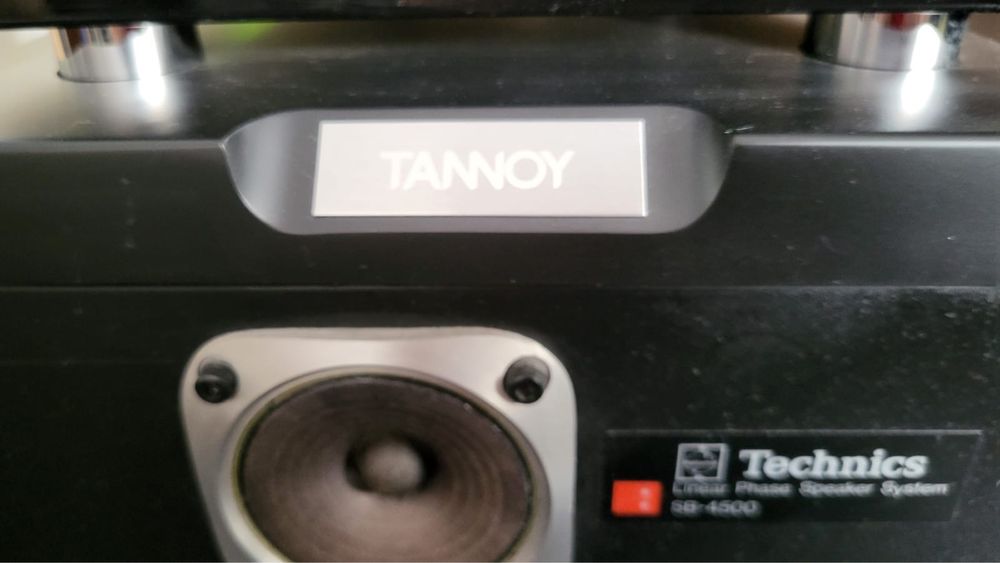 TANNOY
Technics
Linear Phase Speaker System
SB-4500